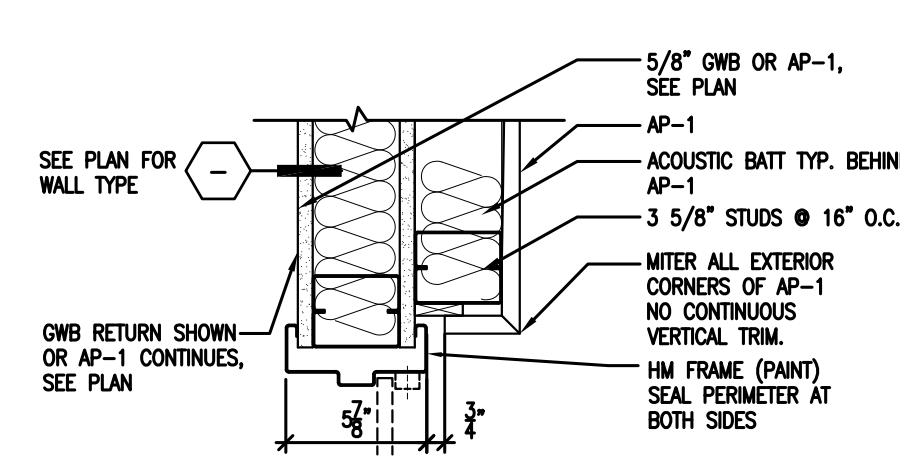 5/8" GWB OR AP-1,
SEE PLAN
AP-1
ACOUSTIC BATT TYP. BEHIN
AP-1
3 5/8" STUDS @ 16" O.C.
MITER ALL EXTERIOR
CORNERS OF AP-1
NO CONTINUOUS
VERTICAL TRIM.
HM FRAME (PAINT)
SEAL PERIMETER AT
BOTH SIDES
SEE PLAN FOR
WALL TYPE
-
GWB RETURN SHOWN
OR AP-1 CONTINUES,
SEE PLAN
5 7/8"
3/4"